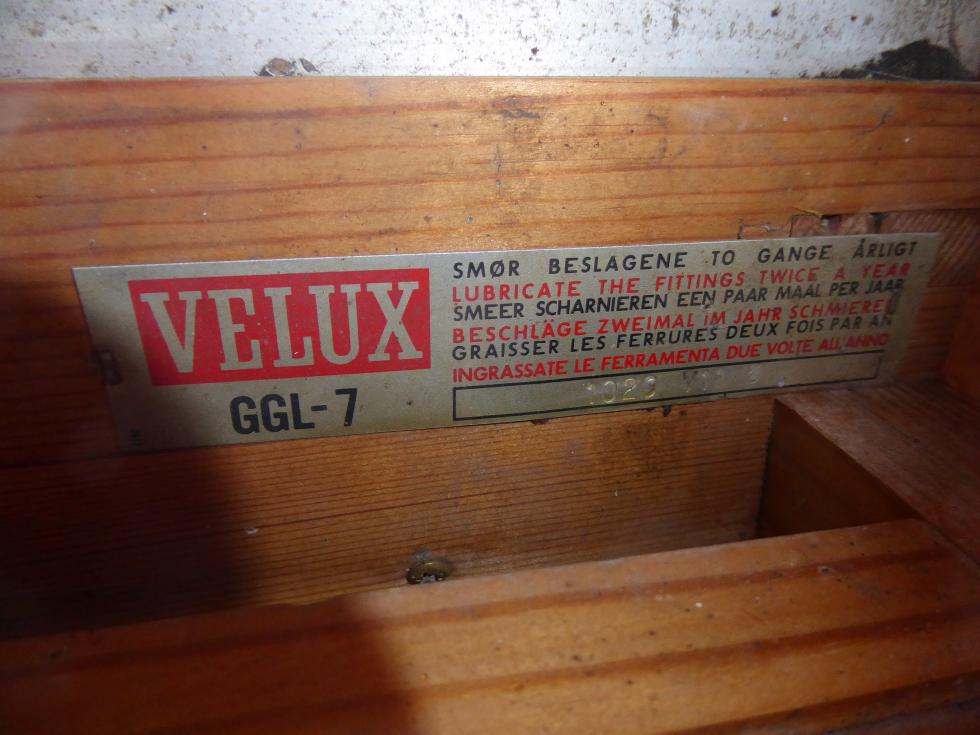 VELUX
GGL-7
SMØR BESLAGENE TO GANGE ÅRLIGT
LUBRICATE THE FITTINGS TWICE A YEAR
SMEER SCHARNIEREN EEN PAAR MAAL PER JAAR
BESCHLÄGE ZWEIMAL IM JAHR SCHMIEREN
GRAISSER LES FERRURES DEUX FOIS PAR AN
INGRASSATE LE FERRAMENTA DUE VOLTE ALL'ANNO